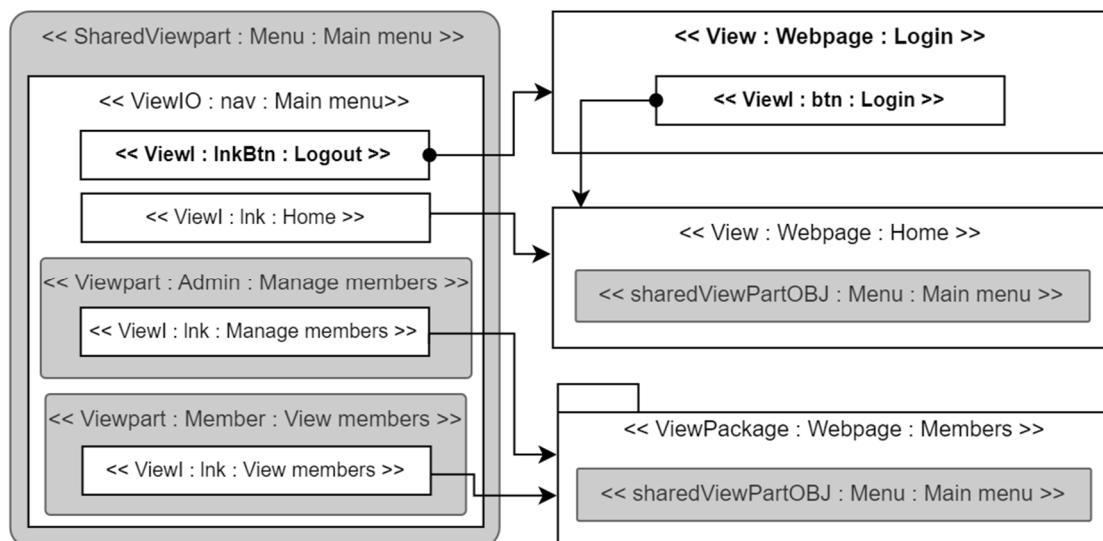 << SharedViewpart : Menu : Main menu >>
<< ViewIO : nav : Main menu>>
<< ViewI : lnkBtn : Logout >>
<< ViewI : lnk : Home >>
<< Viewpart : Admin : Manage members >>
<< ViewI : lnk : Manage members >>
<< Viewpart : Member : View members >>
<< ViewI : lnk : View members >>
<< View : Webpage : Login >>
<< ViewI : btn : Login >>
<< View : Webpage : Home >>
<< sharedViewPartOBJ : Menu : Main menu >>
<< ViewPackage : Webpage : Members >>
<< sharedViewPartOBJ : Menu : Main menu >>